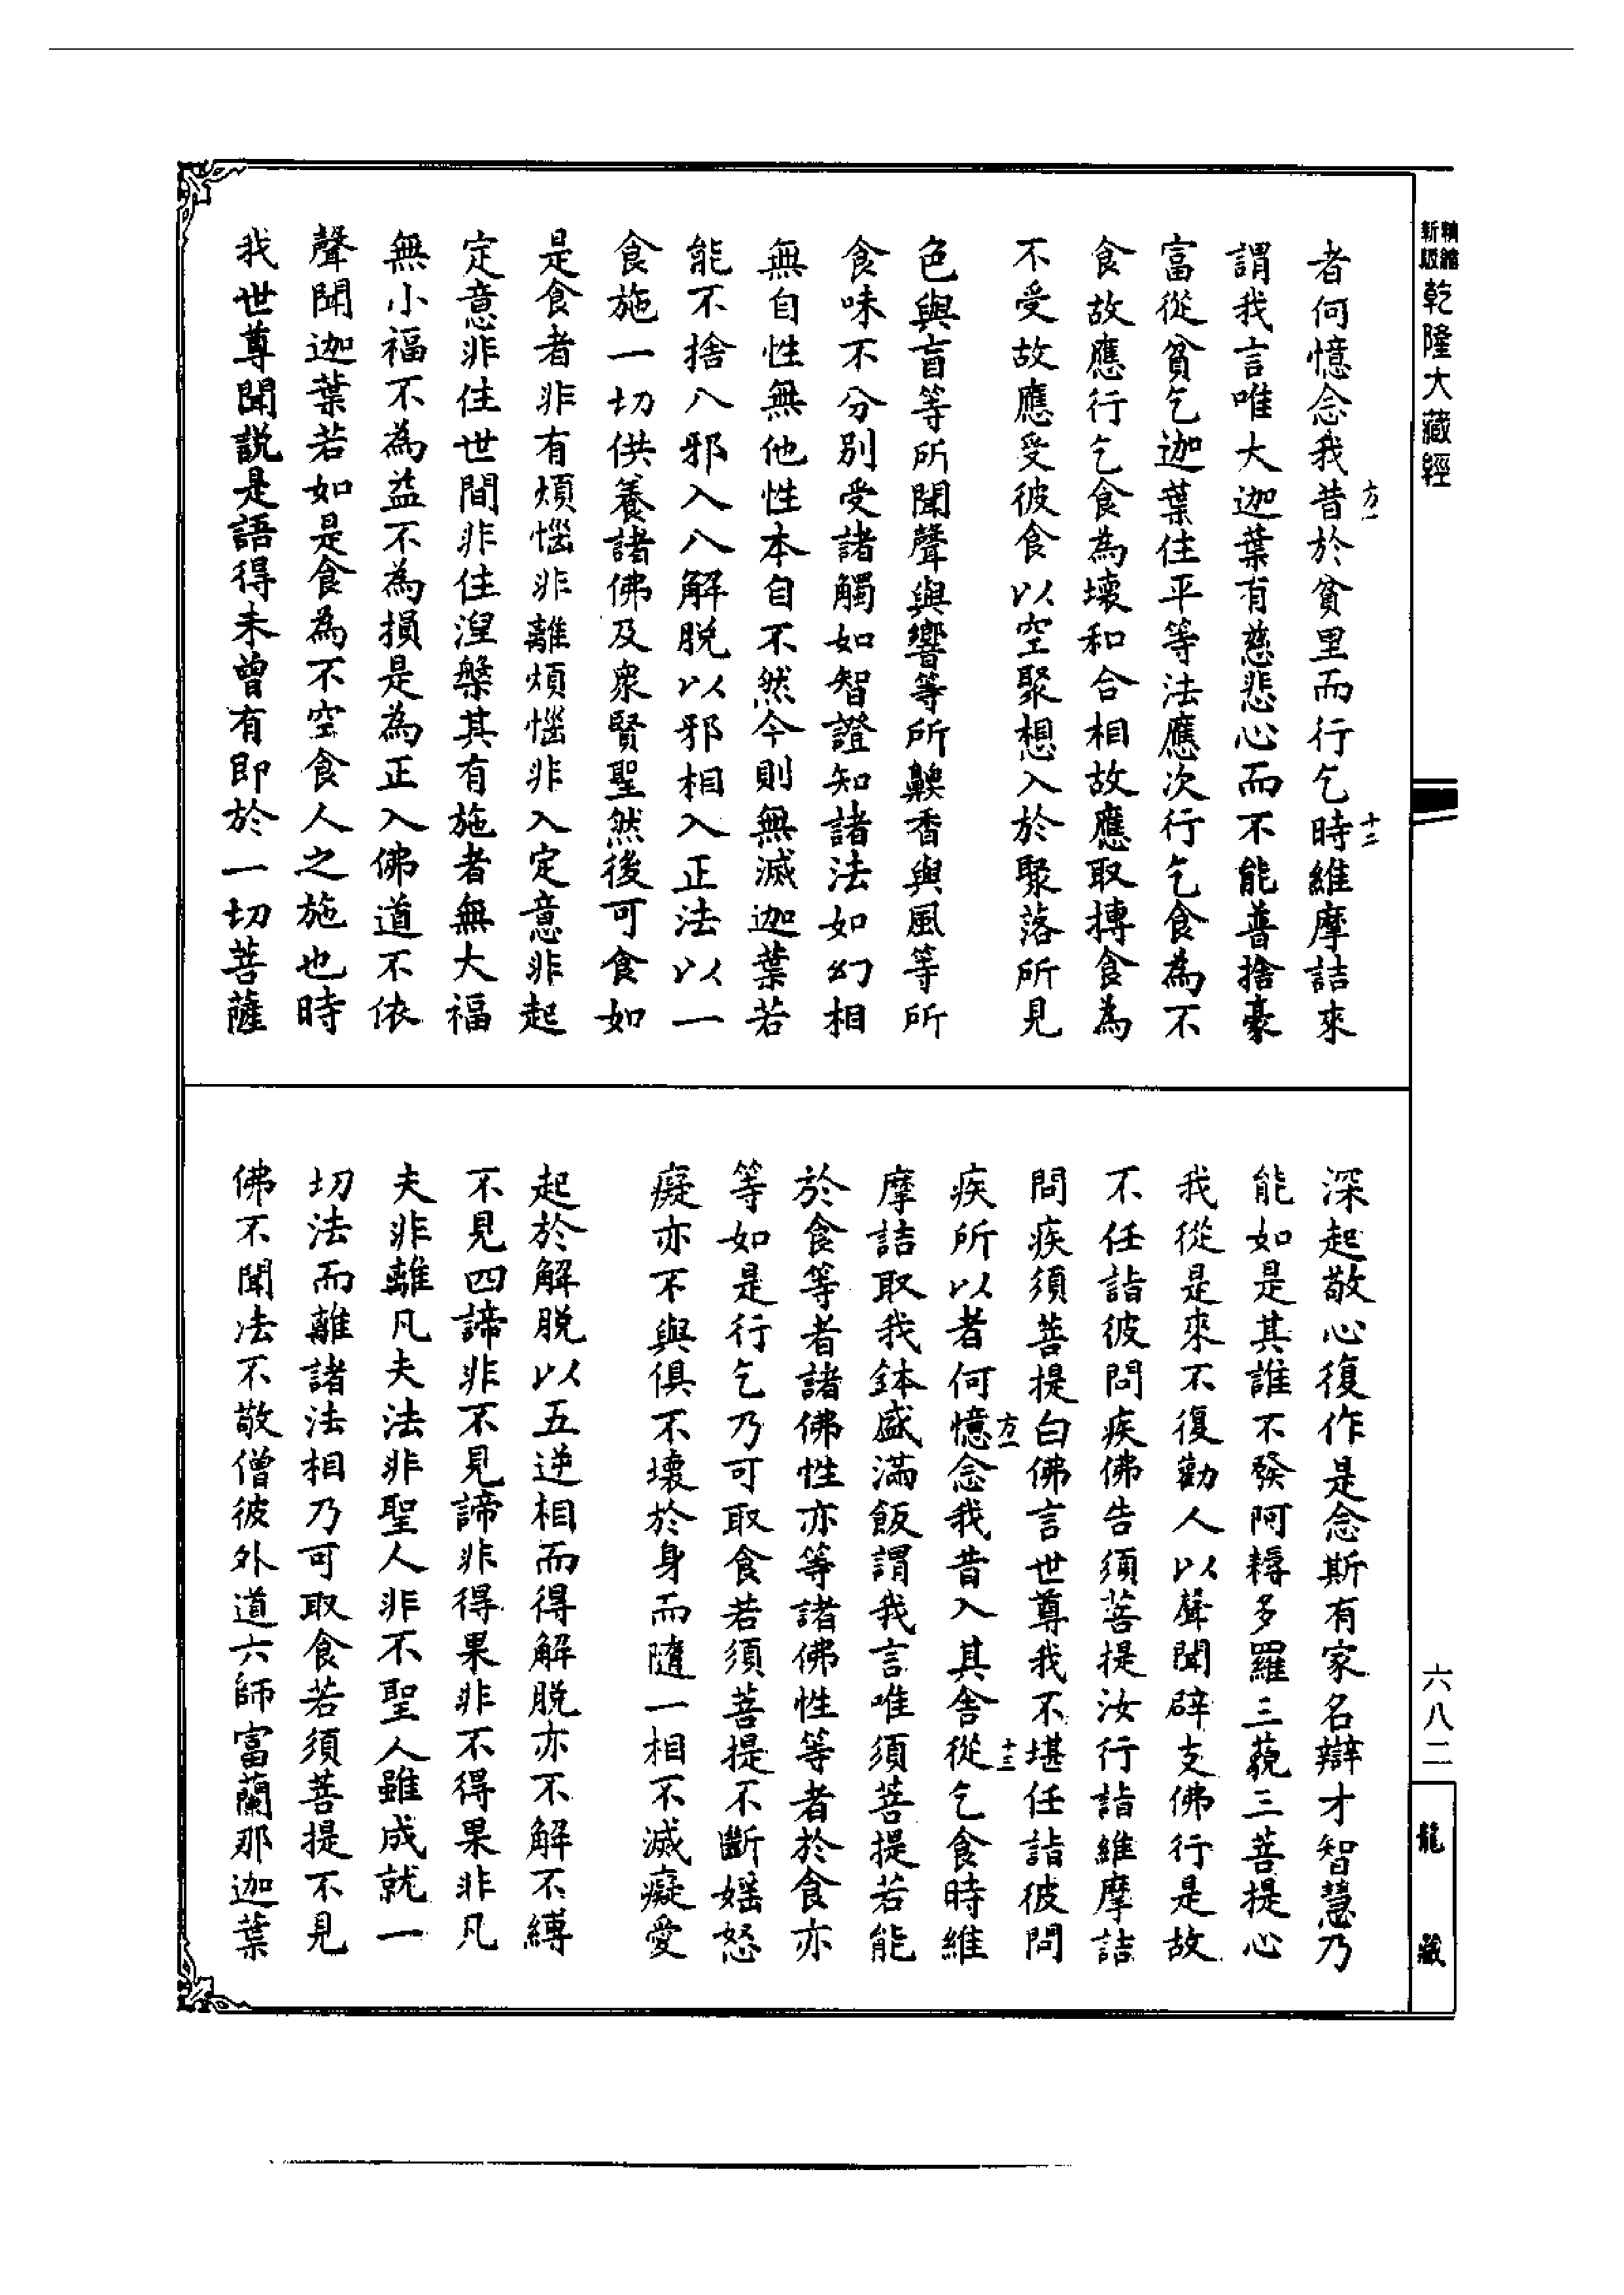 精縮新版乾隆大藏經
者何憶念我昔於貧里而行乞時維摩詰來
方一
十二
謂我言唯大迦葉有慈悲心而不能普捨豪
富從貧乞迦葉住平等法應次行乞食為不
食故應行乞食為壞和合相故應取摶食為
不受故應受彼食以空聚想入於聚落所見
色與盲等所聞聲與響等所齅香與風等所
食味不分別受諸觸如智證知諸法如幻相
無自性無他性本自不然今則無滅迦葉若
能不捨八邪入八解脫以邪相入正法以一
食施一切供養諸佛及衆賢聖然後可食如
是食者非有煩惱非離煩惱非入定意非起
定意非住世間非住涅槃其有施者無大福
無小福不為益不為損是為正入佛道不依
聲聞迦葉若如是食為不空食人之施也時
我世尊聞說是語得未曾有即於一切菩薩
深起敬心復作是念斯有家名辯才智慧乃
能如是其誰不發阿耨多羅三藐三菩提心
我從是來不復勸人以聲聞辟支佛行是故
不任詣彼問疾佛告須菩提汝行詣維摩詰
問疾須菩提白佛言世尊我不堪任詣彼問
方一
十三
疾所以者何憶念我昔入其舍從乞食時維
摩詰取我鉢盛滿飯謂我言唯須菩提若能
於食等者諸佛性亦等諸佛性等者於食亦
等如是行乞乃可取食若須菩提不斷婬怒
癡亦不與俱不壞於身而隨一相不滅癡愛
起於解脫以五逆相而得解脫亦不解不縛
不見四諦非不見諦非得果非不得果非凡
夫非離凡夫法非聖人非不聖人雖成就一
切法而離諸法相乃可取食若須菩提不見
佛不聞法不敬僧彼外道六師富蘭那迦葉
六八二
龍藏